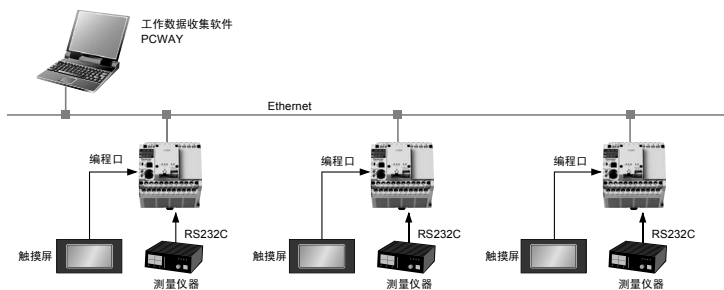 工作数据收集软件
PCWAY
Ethernet
编程口
编程口
编程口
RS232C
RS232C
RS232C
触摸屏
触摸屏
触摸屏
测量仪器
测量仪器
测量仪器